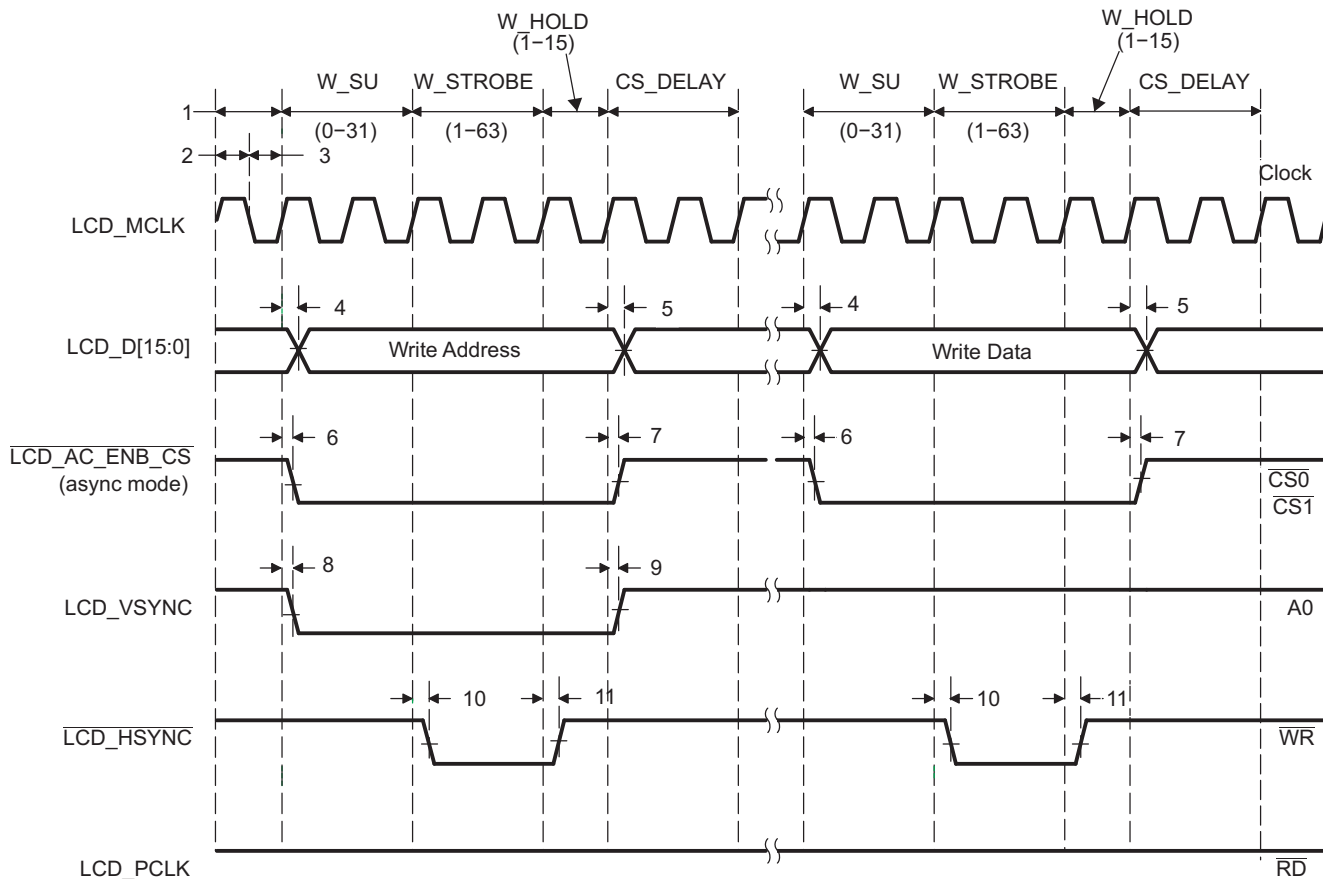 W_HOLD
(1−15)
W_HOLD
(1−15)
W_SU
W_STROBE
CS_DELAY
W_SU
W_STROBE
CS_DELAY
1
(0−31)
(1−63)
(0−31)
(1−63)
2
3
Clock
LCD_MCLK
4
5
4
5
LCD_D[15:0]
Write Address
Write Data
6
7
6
7
LCD_AC_ENB_CS
(async mode)
CS0
CS1
8
9
LCD_VSYNC
A0
10
11
10
11
LCD_HSYNC
WR
LCD_PCLK
RD